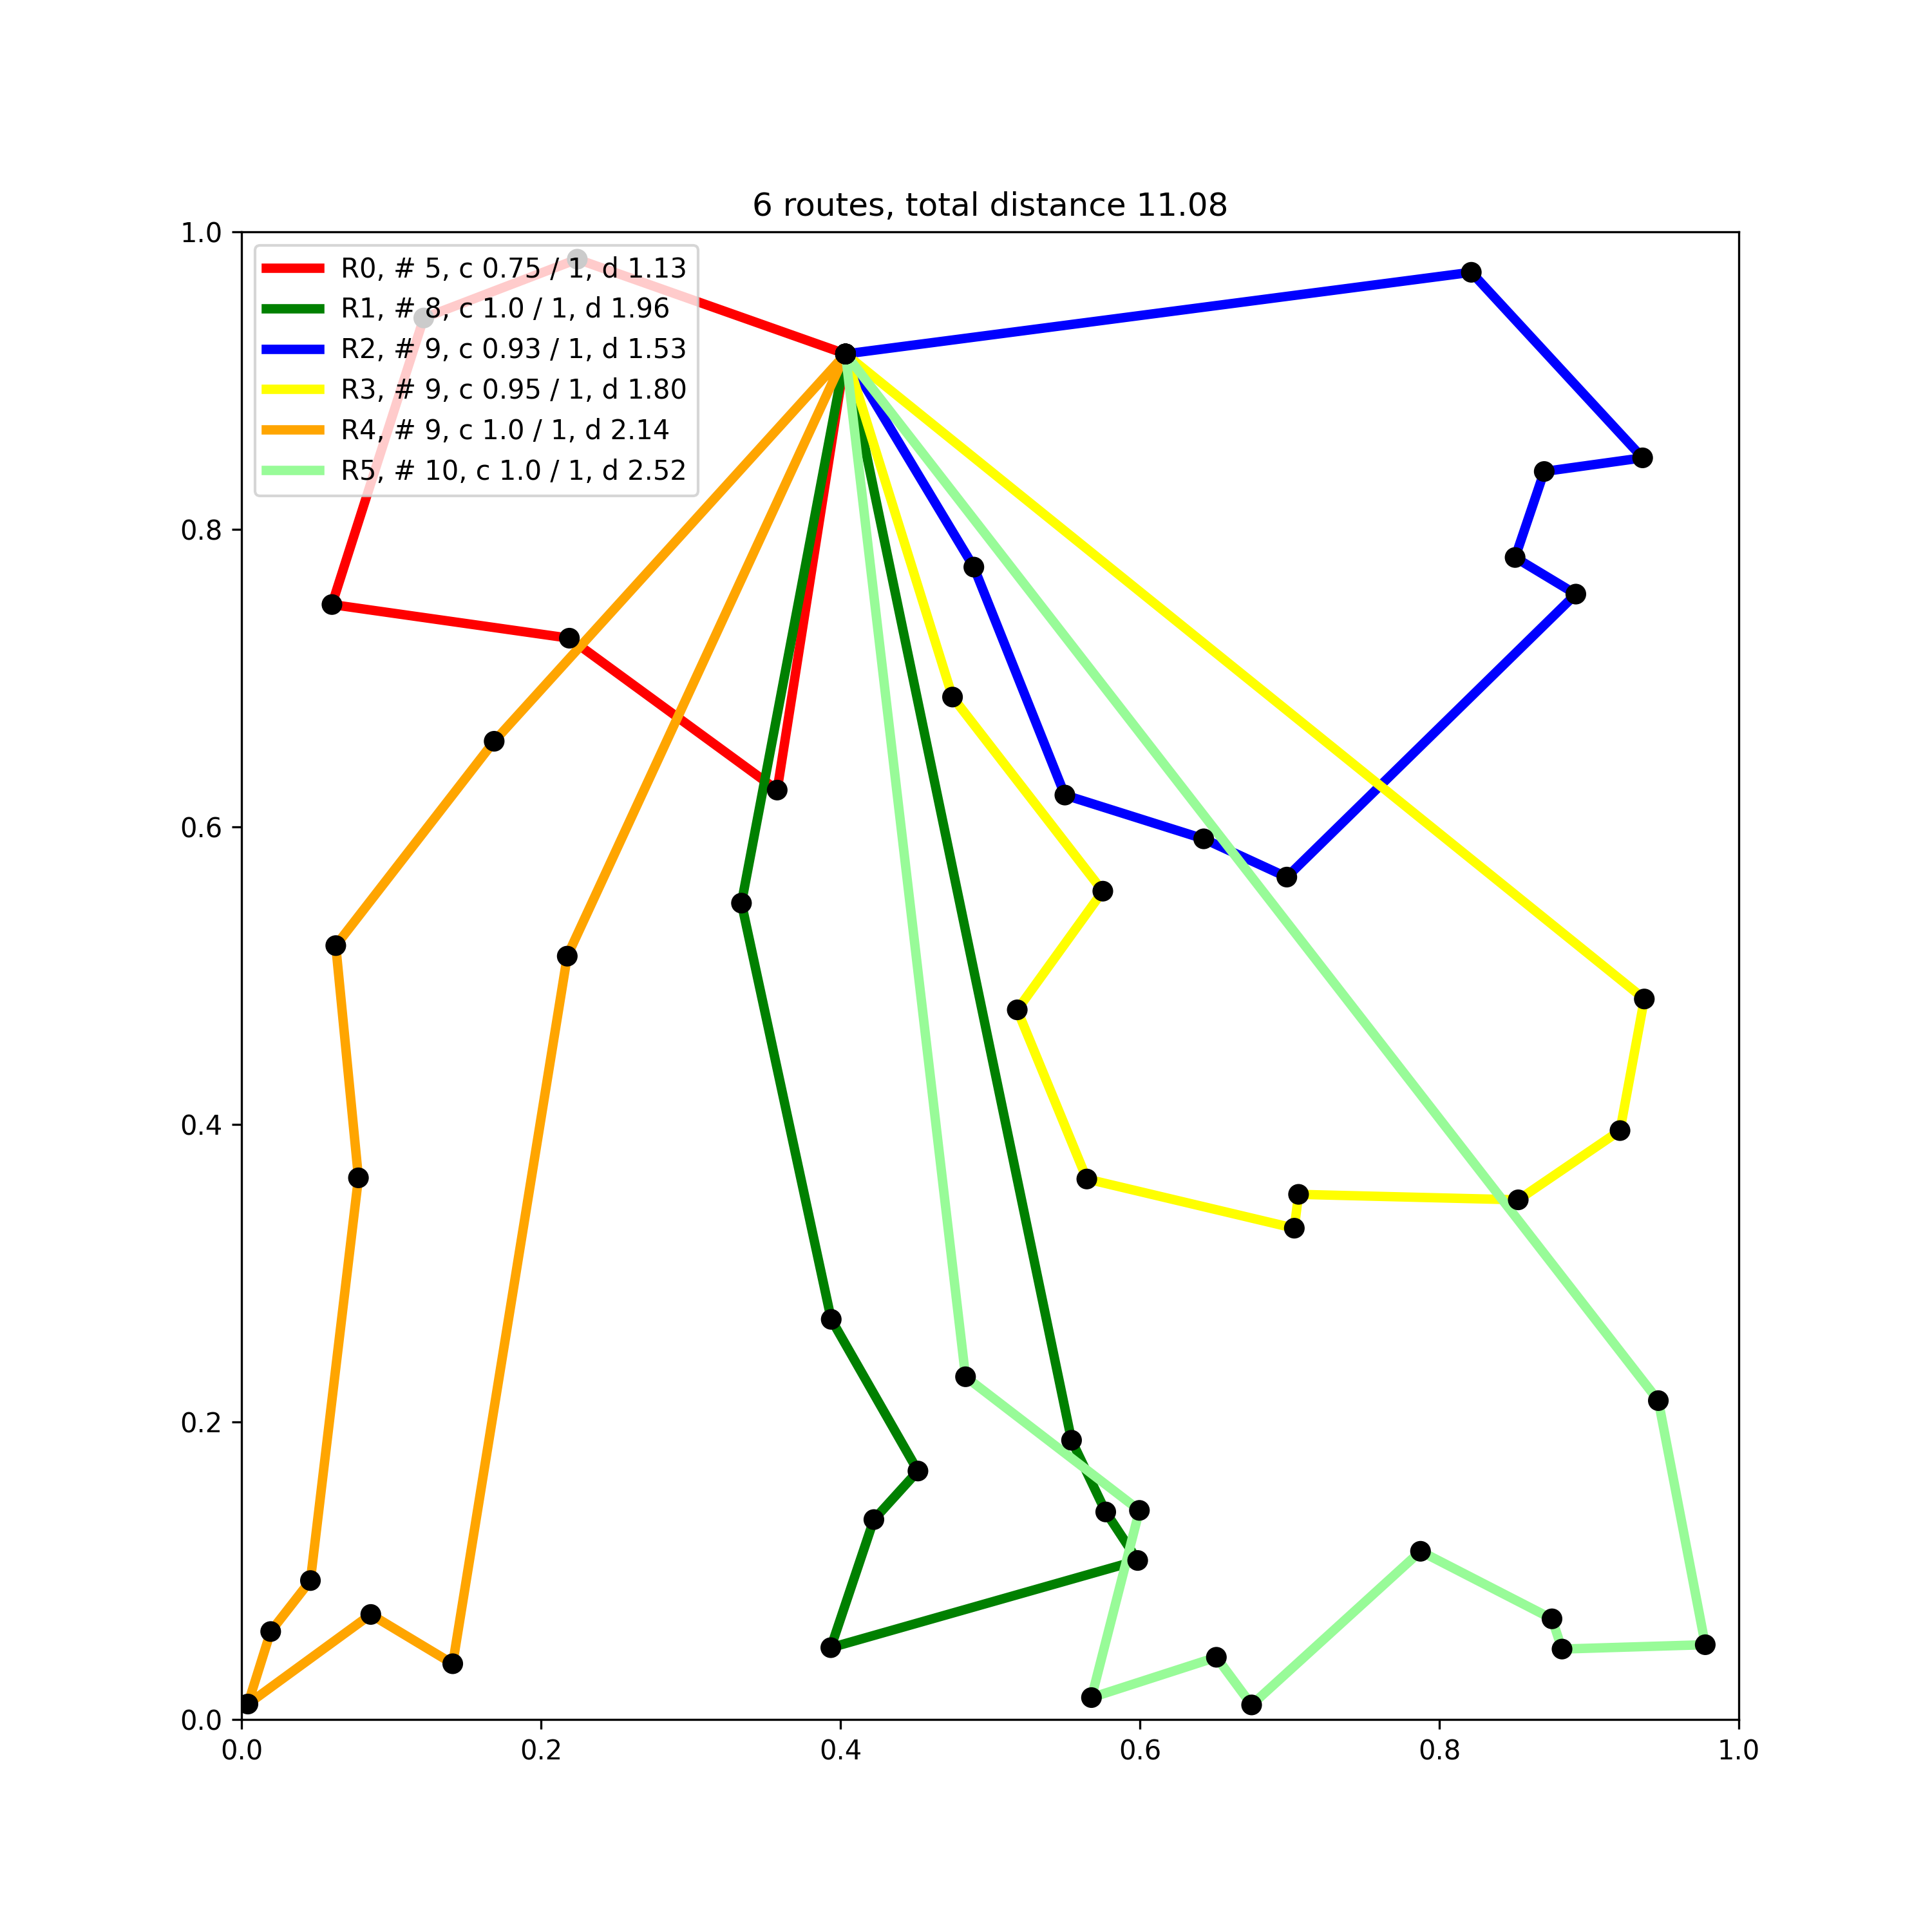 6 routes, total distance 11.08
1.0
0.8
0.6
0.4
0.2
0.0
R0, # 5, c 0.75 / 1, d 1.13
R1, # 8, c 1.0 / 1, d 1.96
R2, # 9, c 0.93 / 1, d 1.53
R3, # 9, c 0.95 / 1, d 1.80
R4, # 9, c 1.0 / 1, d 2.14
R5, # 10, c 1.0 / 1, d 2.52
0.0 0.2 0.4 0.6 0.8 1.0